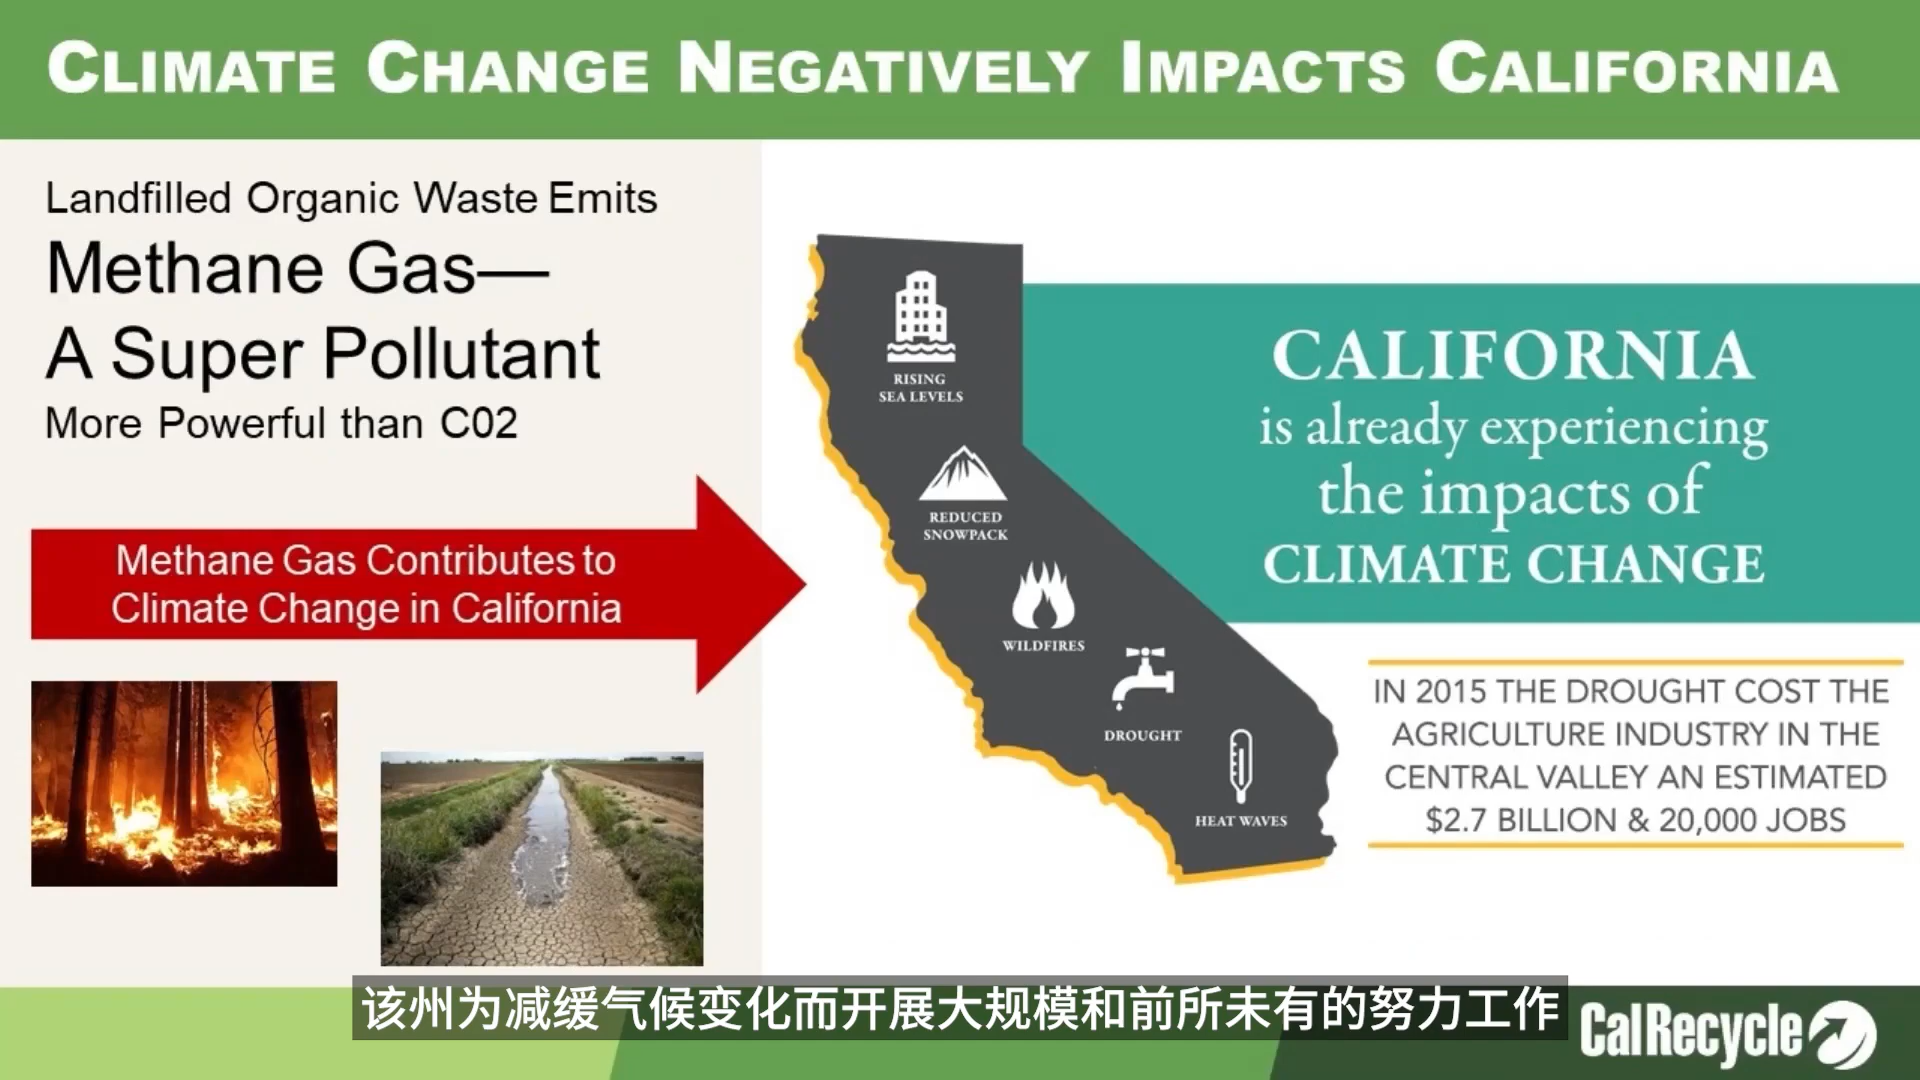 CLIMATE CHANGE NEGATIVELY IMPACTS CALIFORNIA
Landfilled Organic Waste Emits
Methane Gas—
A Super Pollutant
More Powerful than C02
Methane Gas Contributes to
Climate Change in California
RISING
SEA LEVELS
REDUCED
SNOWPACK
WILDFIRES
DROUGHT
HEAT WAVES
CALIFORNIA
is already experiencing
the impacts of
CLIMATE CHANGE
IN 2015 THE DROUGHT COST THE
AGRICULTURE INDUSTRY IN THE
CENTRAL VALLEY AN ESTIMATED
$2.7 BILLION & 20,000 JOBS
该州为减缓气候变化而开展大规模和前所未有的努力工作
CalRecycle